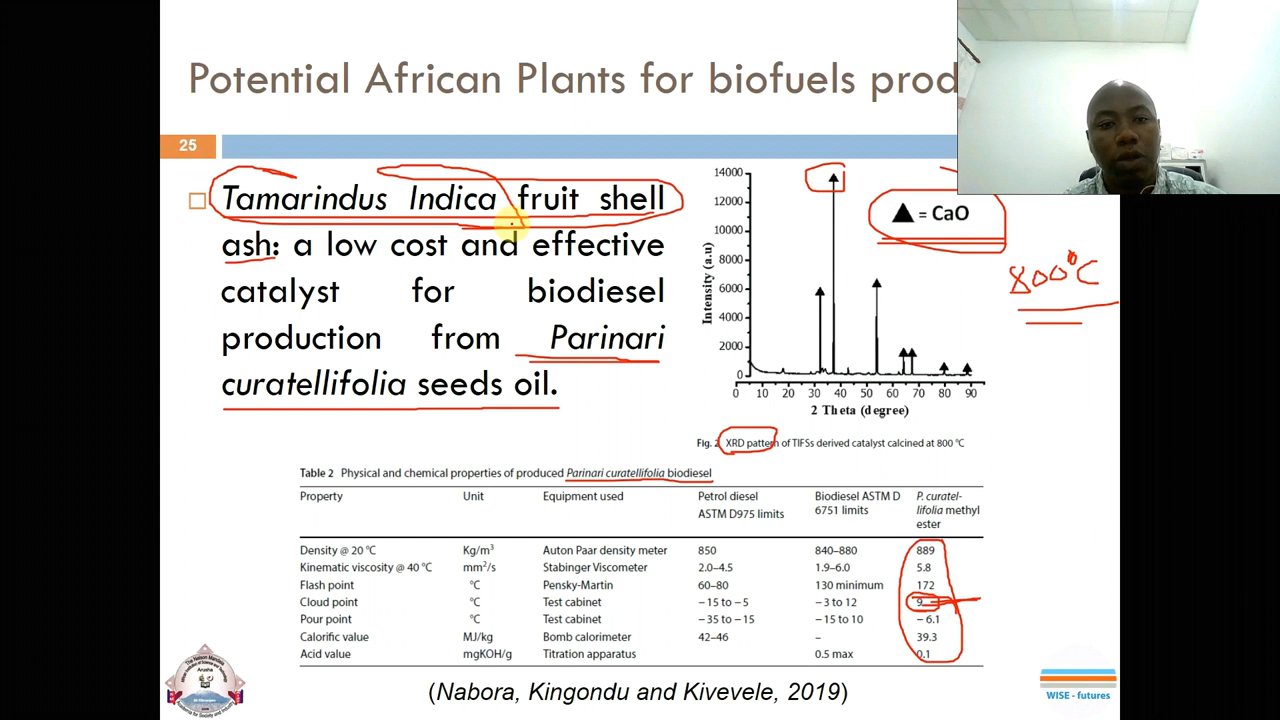 Potential African Plants for biofuels prod
25
Tamarindus Indica fruit shell
ash: a low cost and effective
catalyst for biodiesel
production from Parinari
curatellifolia seeds oil.
14000
12000
10000
8000
6000
4000
2000
0
Intensity (a.u)
▲ = CaO
0 10 20 30 40 50 60 70 80 90
2 Theta (degree)
800°C
Fig. 2 XRD pattern of TIFSs derived catalyst calcined at 800 °C
Table 2 Physical and chemical properties of produced Parinari curatellifolia biodiesel
Property Unit Equipment used Petrol diesel ASTM D975 limits Biodiesel ASTM D 6751 limits P. curatel-lifolia methyl ester
Density @ 20 °C Kg/m³ Auton Paar density meter 850 840–880 889
Kinematic viscosity @ 40 °C mm²/s Stabinger Viscometer 2.0–4.5 1.9–6.0 5.8
Flash point °C Pensky-Martin 60–80 130 minimum 172
Cloud point °C Test cabinet −15 to −5 −3 to 12 9
Pour point °C Test cabinet −35 to −15 −15 to 10 −6.1
Calorific value MJ/kg Bomb calorimeter 42–46 – 39.3
Acid value mgKOH/g Titration apparatus 0.5 max 0.1
(Nabora, Kingondu and Kivevele, 2019)
Arusha
WISE - futures